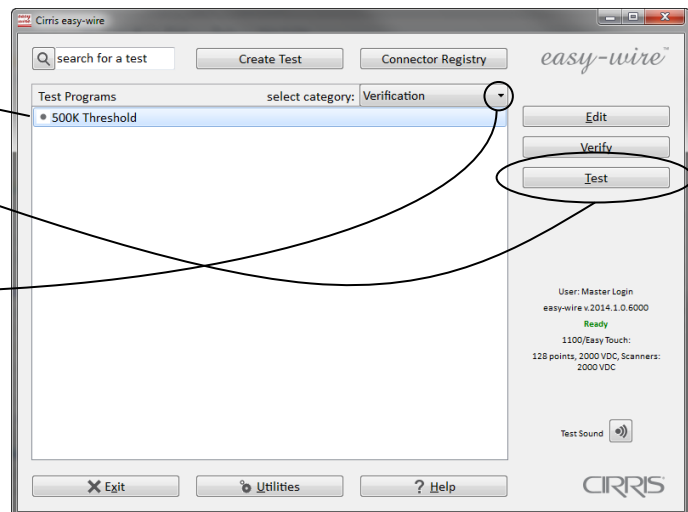 Cirris easy-wire
search for a test
Create Test
Connector Registry
easy-wire™
Test Programs
select category:
Verification
500K Threshold
Edit
Verify
Test
User: Master Login
easy-wire v.2014.1.0.6000
Ready
1100/Easy Touch:
128 points, 2000 VDC, Scanners:
2000 VDC
Test Sound
Exit
Utilities
? Help
CIRRIS